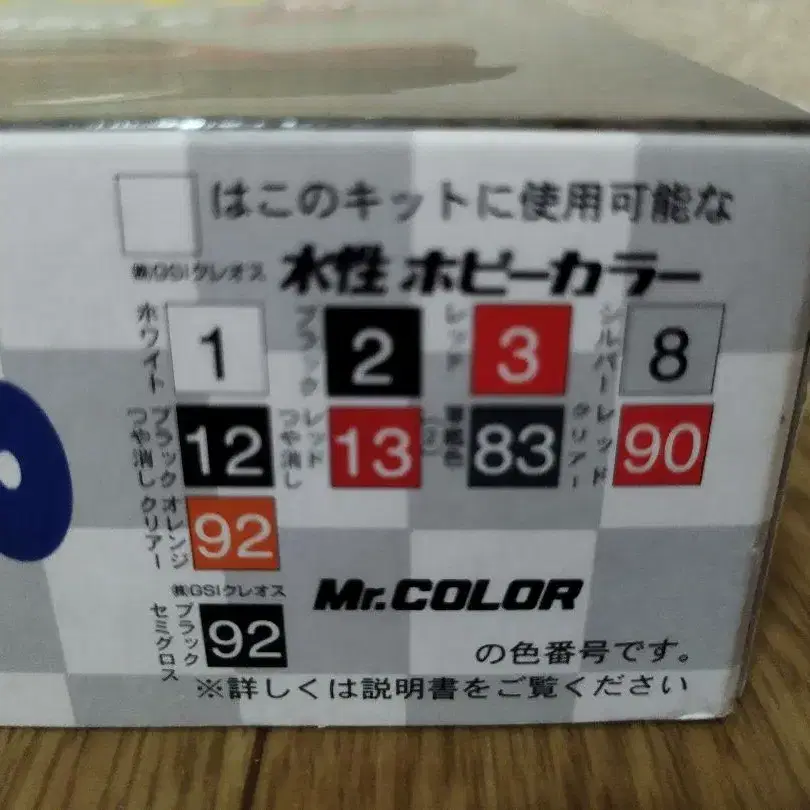 はこのキットに使用可能な
㈱GSIクレオス 水性 ホビーカラー
ホワイト 1 ブラック 2 レッド 3 シルバー 8
つや消しブラック 12 つや消しレッド 13 83 クリアーレッド 90
クリアーオレンジ 92
㈱GSIクレオス Mr.COLOR
セミグロスブラック 92 の色番号です。
※詳しくは説明書をご覧ください